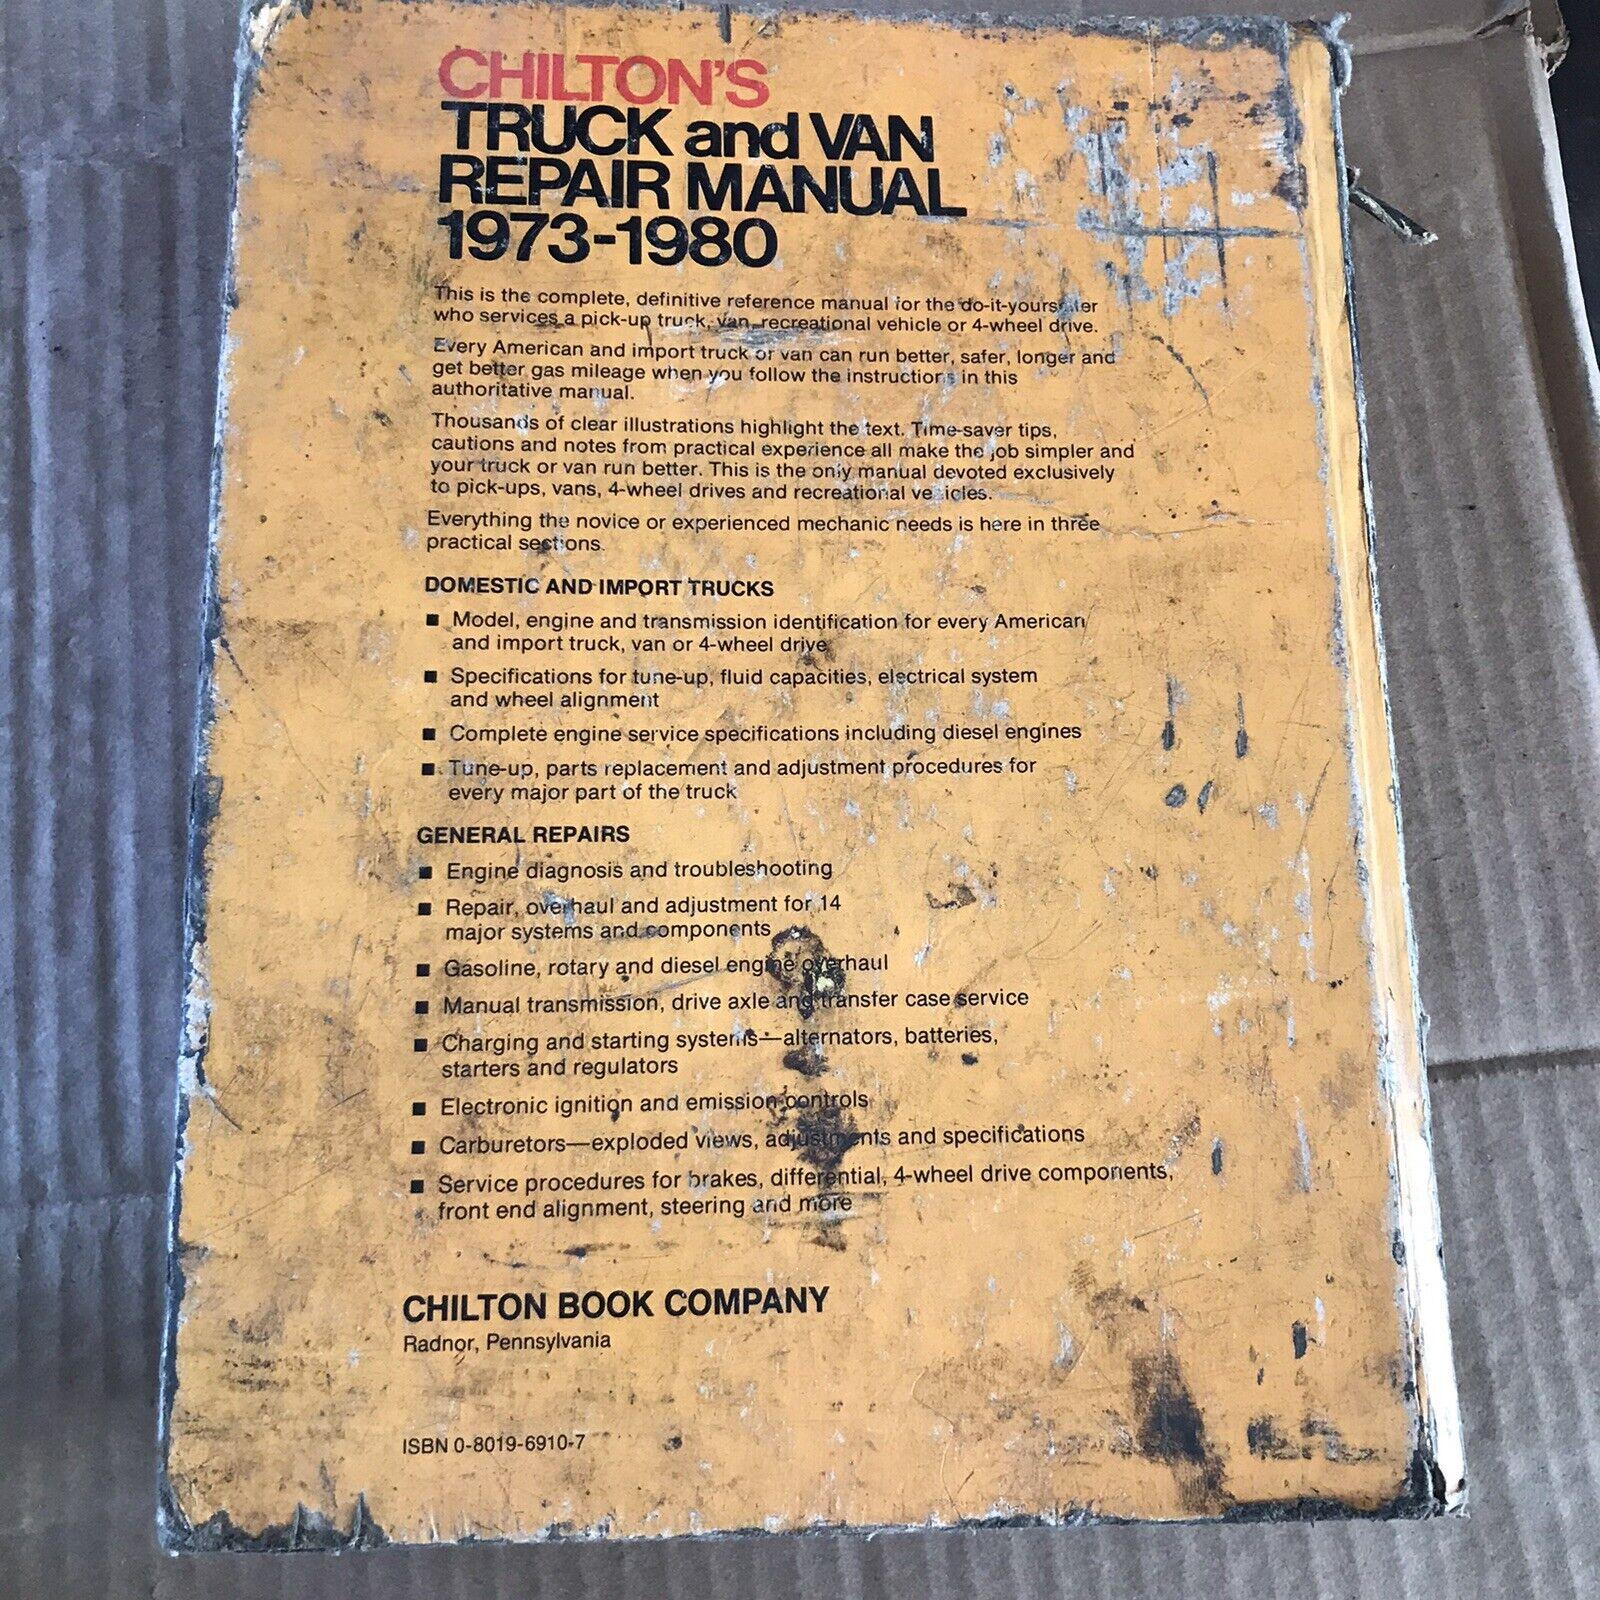 CHILTON'S
TRUCK and VAN
REPAIR MANUAL
1973-1980
This is the complete, definitive reference manual for the
who services a pick-up truck, van, recreational vehicle or 4-wheel drive.
Every American and import truck or van can run better, safer, longer and
get better gas mileage when you follow the instructions in this
authoritative manual.
Thousands of clear illustrations highlight the text. Time-saver tips,
cautions and notes from practical experience all make the job simpler and
your truck or van run better. This is the only manual devoted exclusively
to pick-ups, vans, 4-wheel drives and recreational vehicles.
Everything the novice or experienced mechanic needs is here in three
practical sections.
DOMESTIC AND IMPORT TRUCKS
■ Model, engine and transmission identification for every American
and import truck, van or 4-wheel drive
■ Specifications for tune-up, fluid capacities, electrical system
and wheel alignment
■ Complete engine service specifications including diesel engines
■ Tune-up, parts replacement and adjustment procedures for
every major part of the truck
GENERAL REPAIRS
■ Engine diagnosis and troubleshooting
■ Repair, overhaul and adjustment for 14
major systems and components
■ Gasoline, rotary and diesel engine overhaul
■ Manual transmission, drive axle and transfer case service
■ Charging and starting systems—alternators, batteries,
starters and regulators
■ Electronic ignition and emission controls
■ Carburetors—exploded views, adjustments and specifications
■ Service procedures for brakes, differential, 4-wheel drive components,
front end alignment, steering and more
CHILTON BOOK COMPANY
Radnor, Pennsylvania
ISBN 0-8019-6910-7